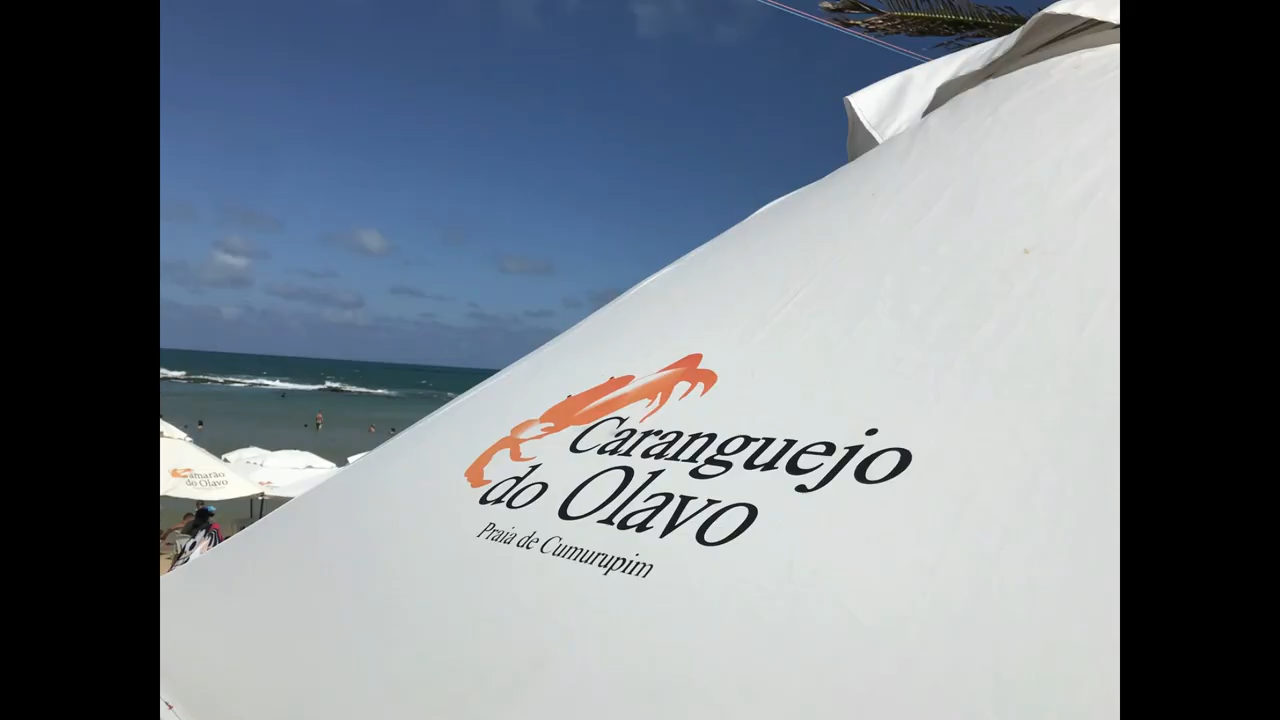 Caranguejo
do Olavo
Praia de Cumurupim
Camarão
do Olavo